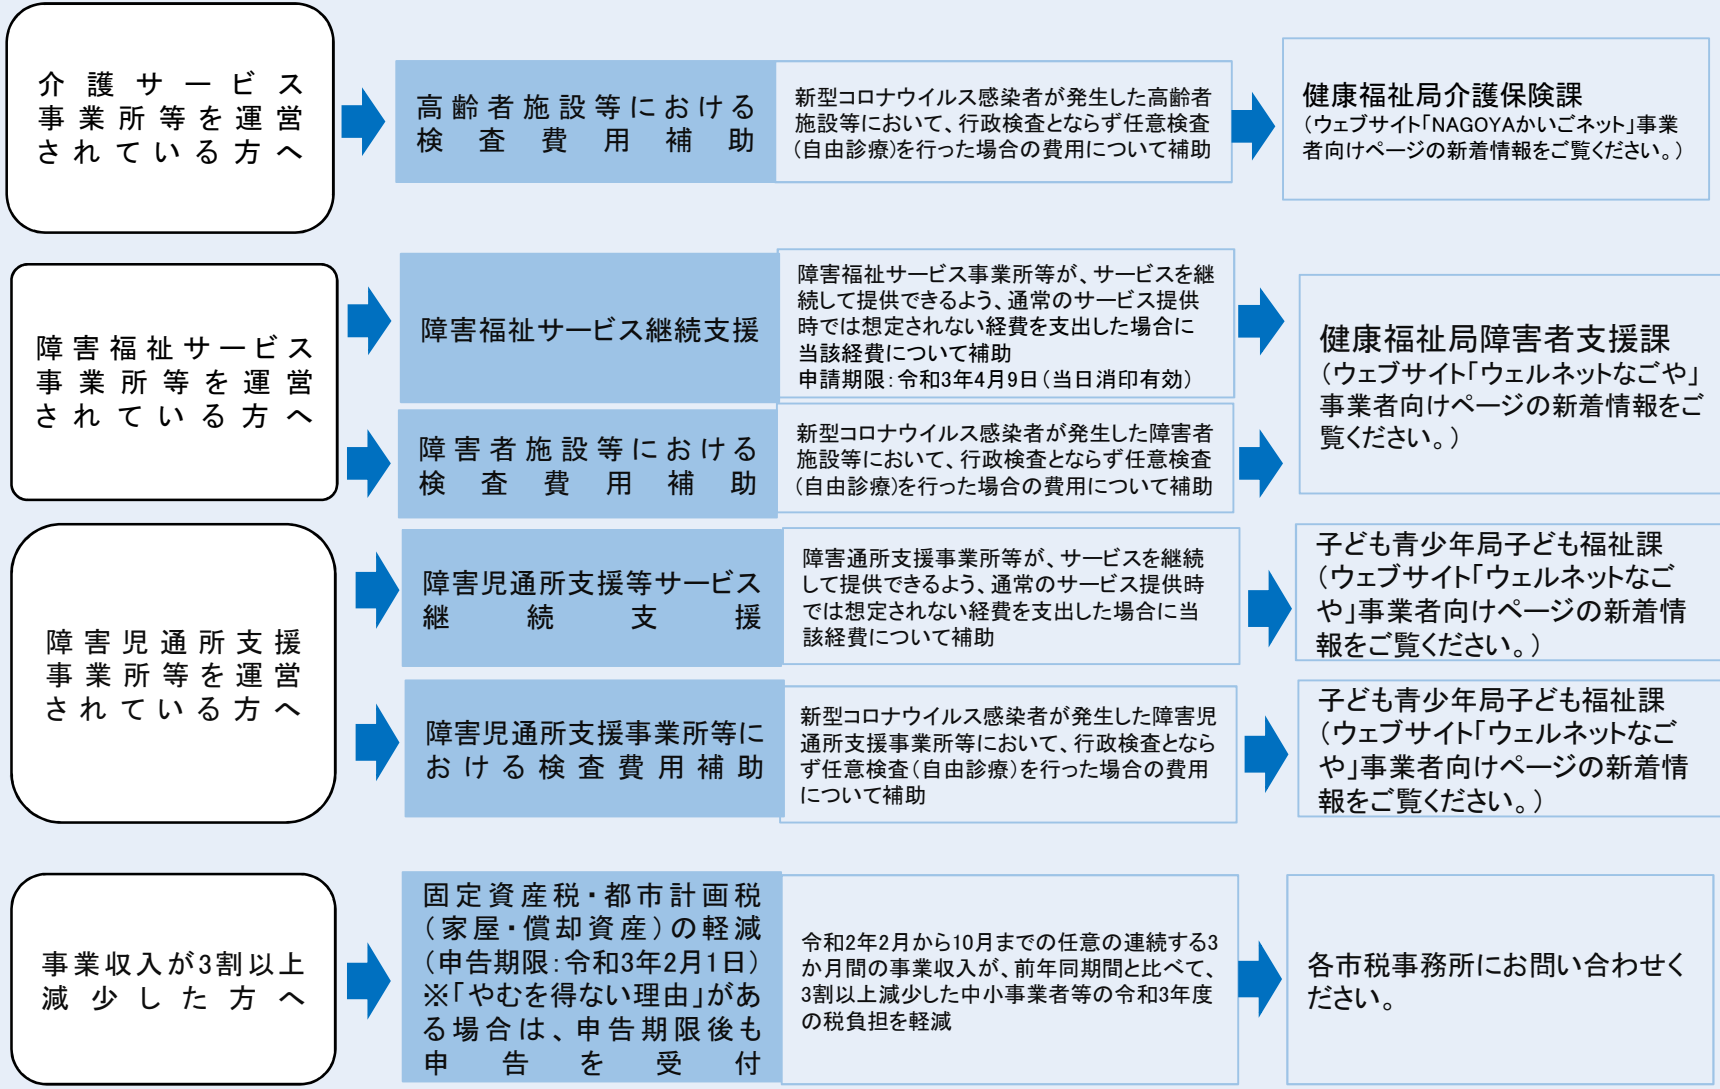 介護サービス
事業所等を運営
されている方へ
高齢者施設等における
検査費用補助
新型コロナウイルス感染者が発生した高齢者
施設等において、行政検査とならず任意検査
(自由診療)を行った場合の費用について補助
健康福祉局介護保険課
(ウェブサイト「NAGOYAかいごネット」事業
者向けページの新着情報をご覧ください。)
障害福祉サービス
事業所等を運営
されている方へ
障害福祉サービス継続支援
障害福祉サービス事業所等が、サービスを継
続して提供できるよう、通常のサービス提供
時では想定されない経費を支出した場合に
当該経費について補助
申請期限:令和3年4月9日(当日消印有効)
健康福祉局障害者支援課
(ウェブサイト「ウェルネットなごや」
事業者向けページの新着情報をご
覧ください。)
障害者施設等における
検査費用補助
新型コロナウイルス感染者が発生した障害者
施設等において、行政検査とならず任意検査
(自由診療)を行った場合の費用について補助
障害児通所支援
事業所等を運営
されている方へ
障害児通所支援等サービス
継続支援
障害通所支援事業所等が、サービスを継続
して提供できるよう、通常のサービス提供時
では想定されない経費を支出した場合に当
該経費について補助
子ども青少年局子ども福祉課
(ウェブサイト「ウェルネットなご
や」事業者向けページの新着情
報をご覧ください。)
障害児通所支援事業所等に
おける検査費用補助
新型コロナウイルス感染者が発生した障害児
通所支援事業所等において、行政検査となら
ず任意検査(自由診療)を行った場合の費用
について補助
子ども青少年局子ども福祉課
(ウェブサイト「ウェルネットなご
や」事業者向けページの新着情
報をご覧ください。)
事業収入が3割以上
減少した方へ
固定資産税・都市計画税
(家屋・償却資産)の軽減
(申告期限:令和3年2月1日)
※「やむを得ない理由」があ
る場合は、申告期限後も
申告を受付
令和2年2月から10月までの任意の連続する3
か月間の事業収入が、前年同期間と比べて、
3割以上減少した中小事業者等の令和3年度
の税負担を軽減
各市税事務所にお問い合わせく
ださい。